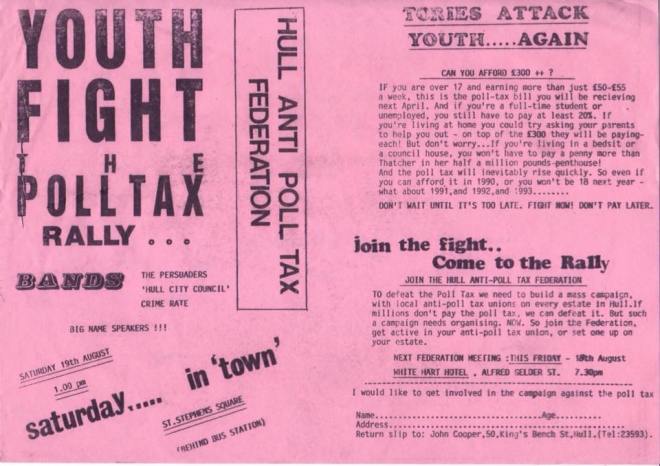 YOUTH
FIGHT
THE
POLL TAX
RALLY ...
HULL ANTI POLL TAX
FEDERATION
BANDS
THE PERSUADERS
'HULL CITY COUNCIL'
CRIME RATE
BIG NAME SPEAKERS !!!
SATURDAY 19th AUGUST
1.00 pm
saturday..... in 'town'
ST.STEPHENS SQUARE
(BEHIND BUS STATION)
TORIES ATTACK
YOUTH.....AGAIN
CAN YOU AFFORD £300 ++ ?
IF you are over 17 and earning more than just £50-£55
a week, this is the poll-tax bill you will be recieving
next April. And if you're a full-time student or
unemployed, you still have to pay at least 20%. If
you're living at home you could try asking your parents
to help you out - on top of the £300 they will be paying-
each! But don't worry...If you're living in a bedsit or
a council house, you won't have to pay a penny more than
Thatcher in her half a million pounds-penthouse!
And the poll tax will inevitably rise quickly. So even if
you can afford it in 1990, or you won't be 18 next year -
what about 1991,and 1992,and 1993........
DON'T WAIT UNTIL IT'S TOO LATE. FIGHT NOW! DON'T PAY LATER.
join the fight..
Come to the Rally
JOIN THE HULL ANTI-POLL TAX FEDERATION
TO defeat the Poll Tax we need to build a mass campaign,
with local anti-poll tax unions on every estate in Hull.If
millions don't pay the poll tax, we can defeat it. But such
a campaign needs organising. NOW. So join the Federation,
get active in your anti-poll tax union, or set one up on
your estate.
NEXT FEDERATION MEETING :THIS FRIDAY - August
WHITE HART HOTEL , ALFRED GELDER ST. 7.30pm
I would like to get involved in the campaign against the poll tax
Name..........................................Age..........
Address.....................................................
Return slip to: John Cooper,50,King's Bench St,Hull.(Tel:23593).